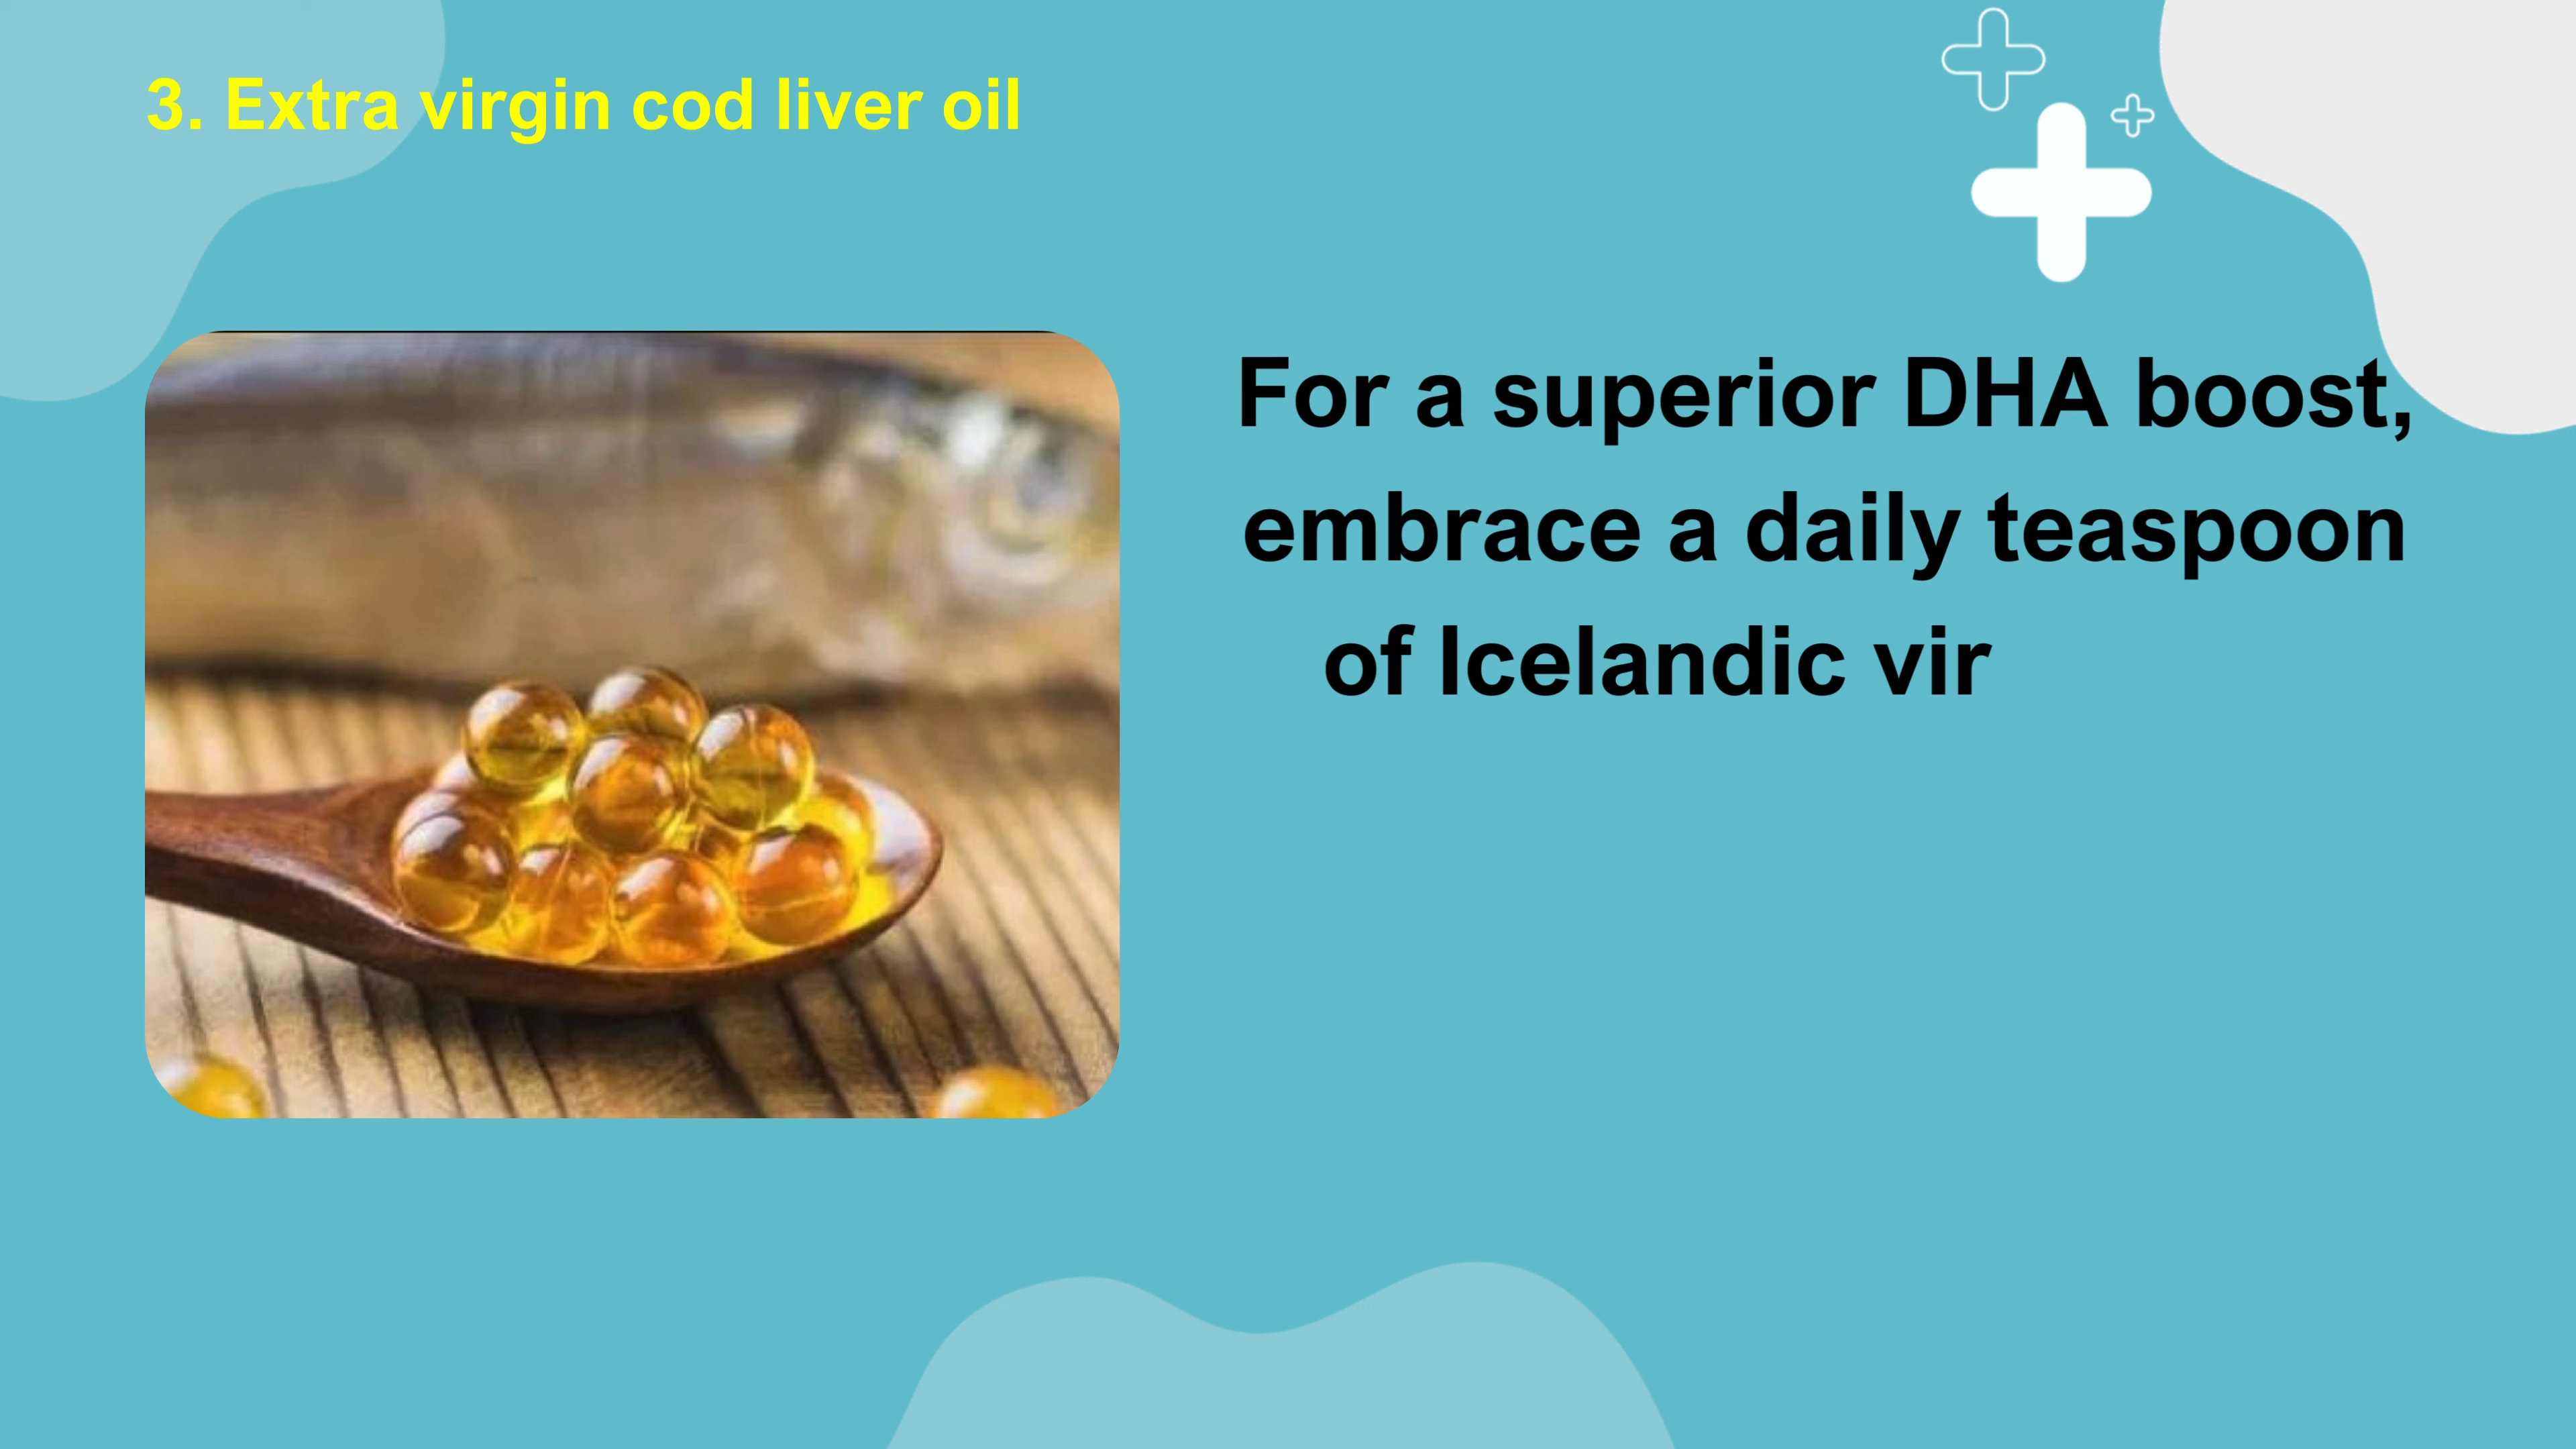 3. Extra virgin cod liver oil
For a superior DHA boost,
embrace a daily teaspoon
of Icelandic vir